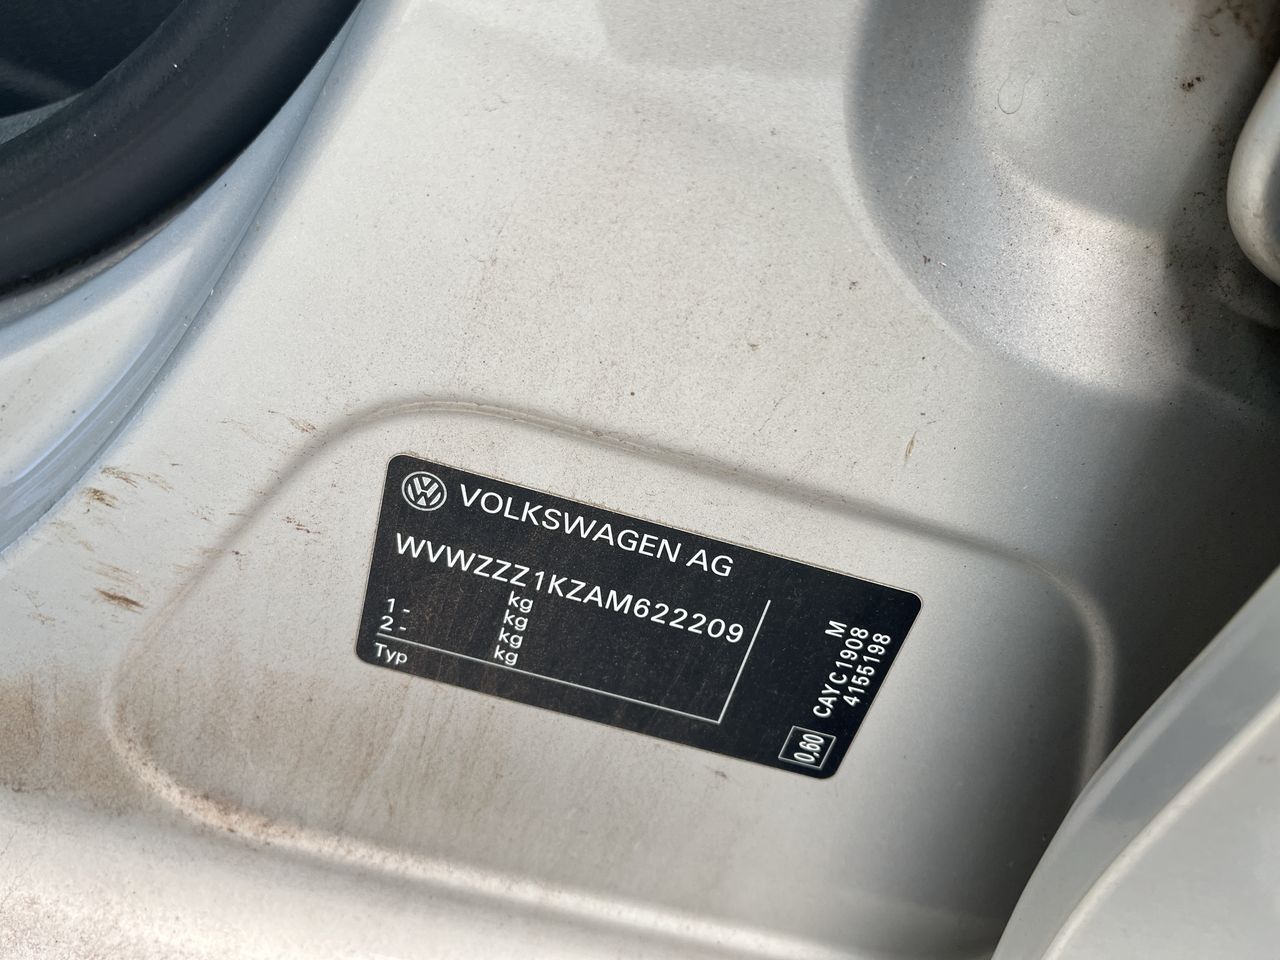 VOLKSWAGEN AG
WVWZZZ1KZAM622209
kg
kg
1 - kg
2 - kg
Typ
M
CAYC1908
4155198
0,60